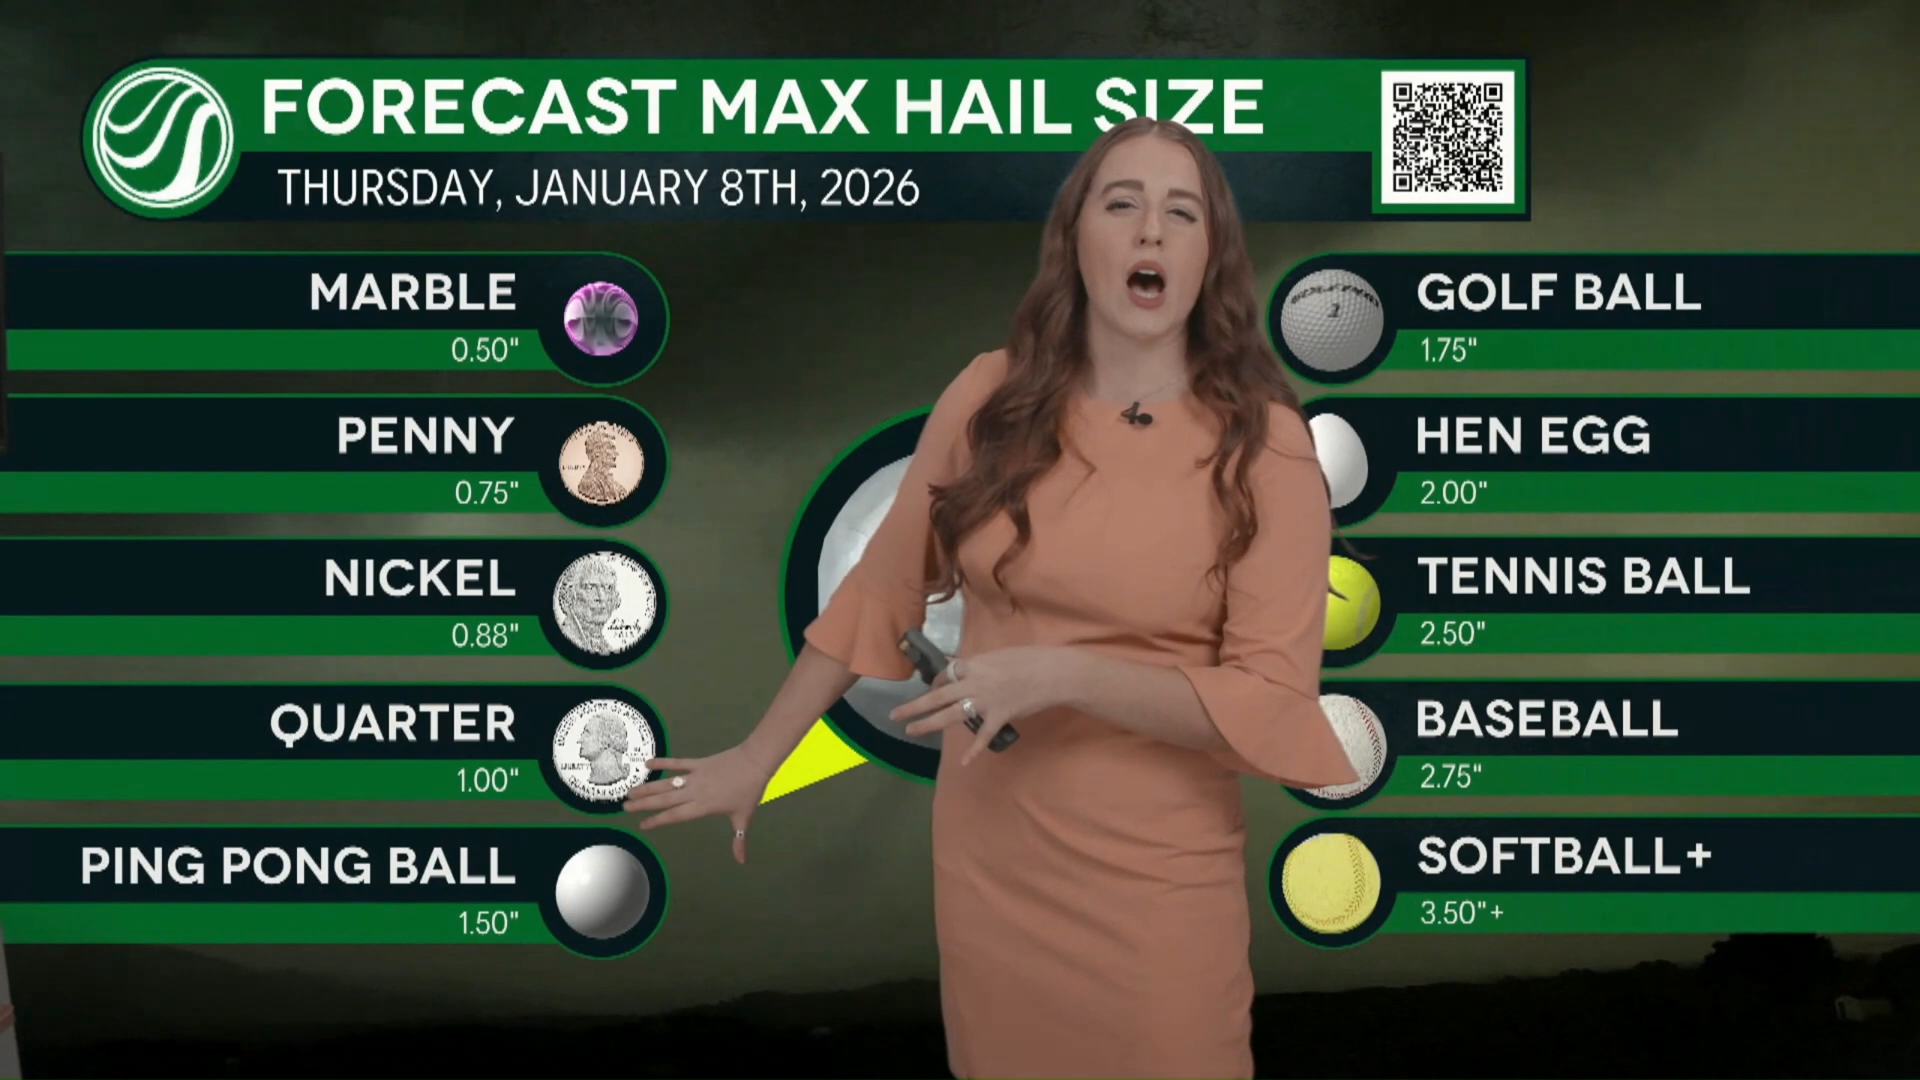 FORECAST MAX HAIL SIZE
THURSDAY, JANUARY 8TH, 2026
MARBLE
0.50"
PENNY
0.75"
NICKEL
0.88"
QUARTER
1.00"
PING PONG BALL
1.50"
GOLF BALL
1.75"
HEN EGG
2.00"
TENNIS BALL
2.50"
BASEBALL
2.75"
SOFTBALL+
3.50"+
4
1